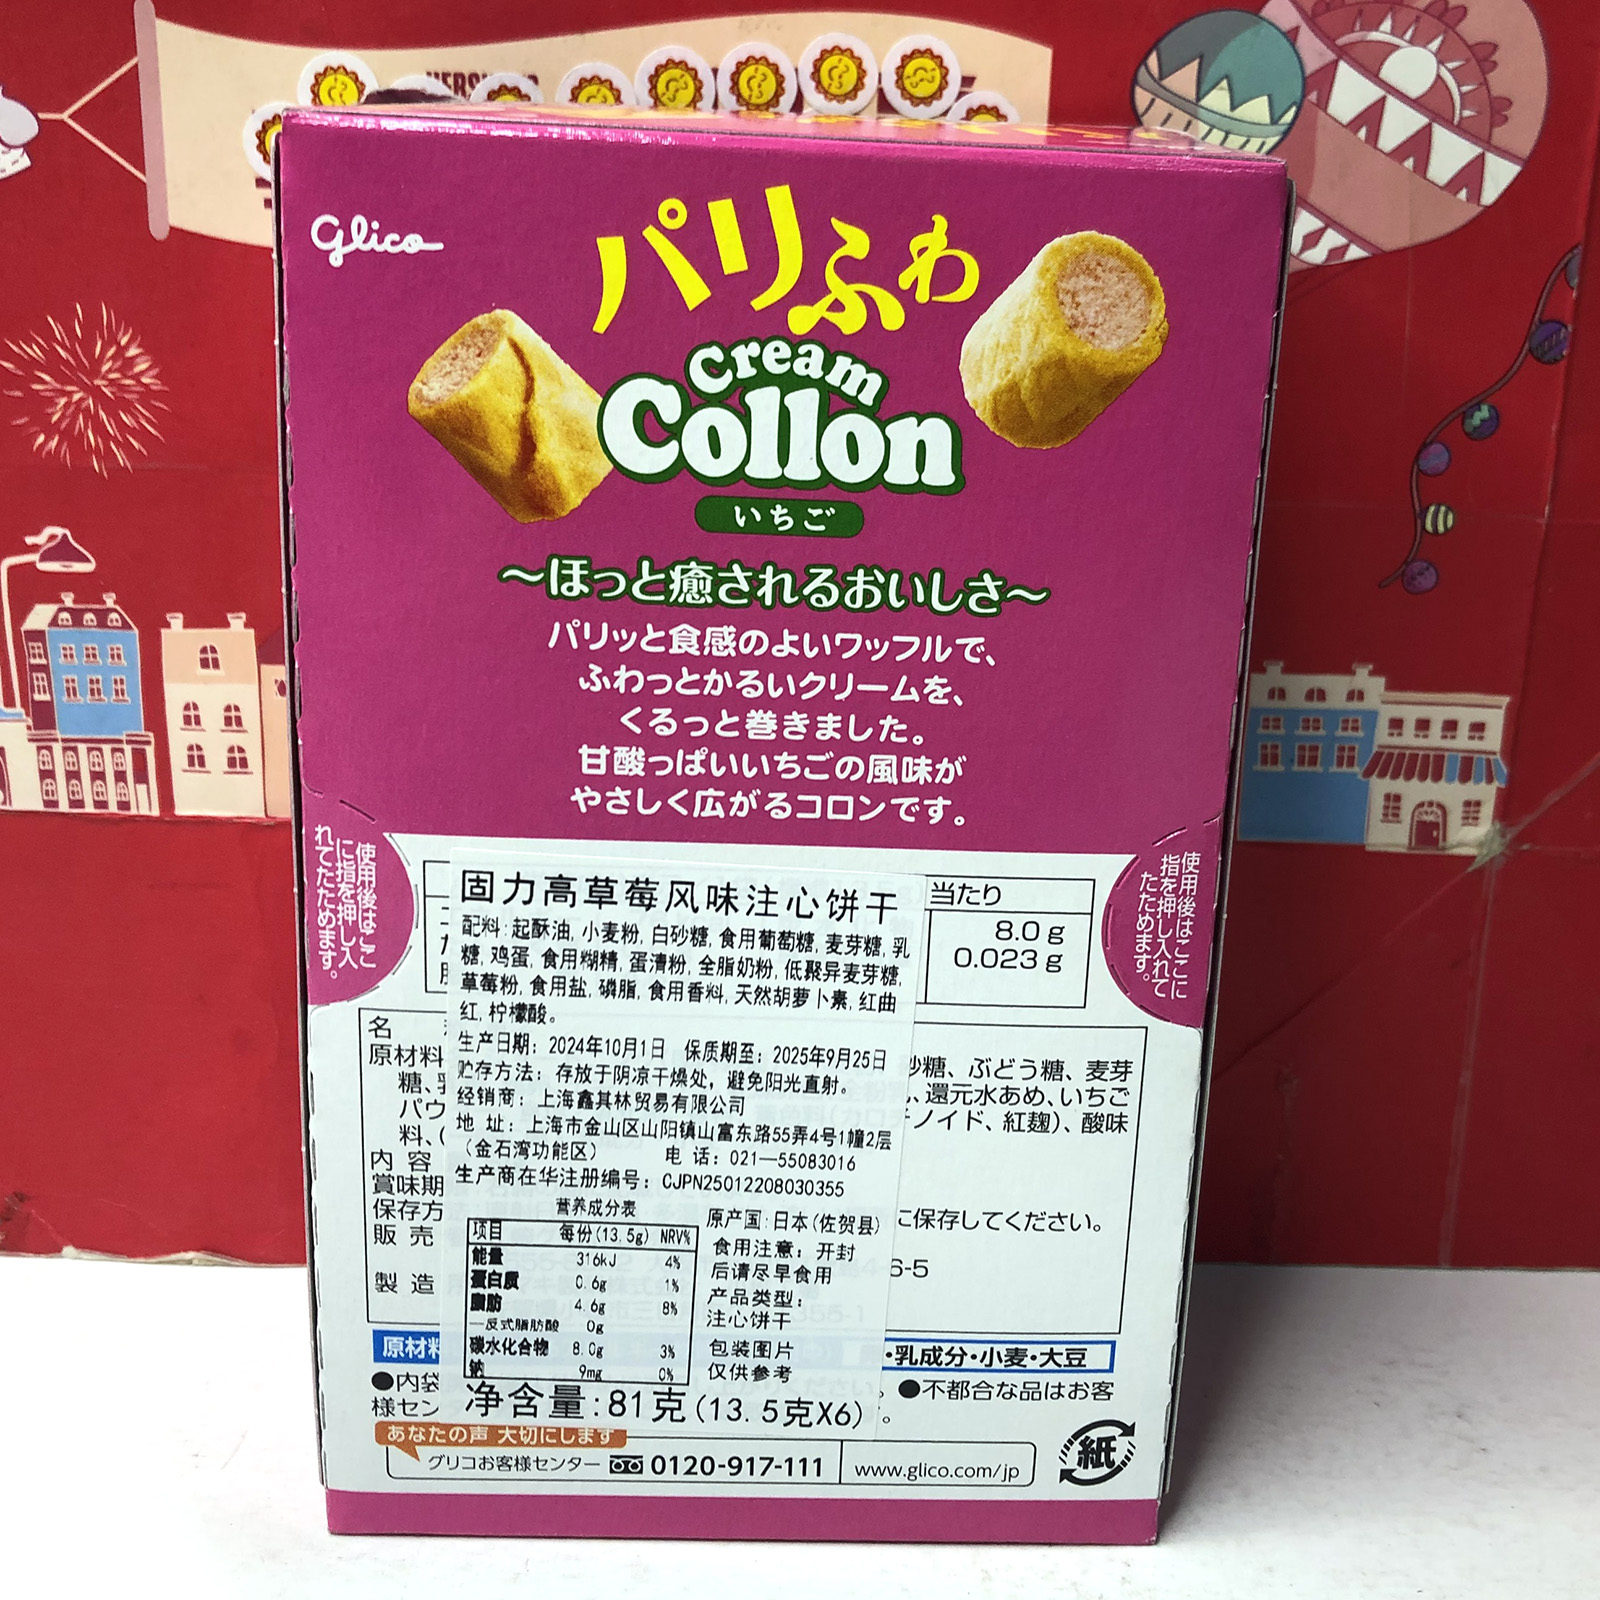 Glico
パリふわ
Cream
Collon
いちご
〜ほっと癒されるおいしさ〜
パリッと食感のよいワッフルで、
ふわっとかるいクリームを、
くるっと巻きました。
甘酸っぱいいちごの風味が
やさしく広がるコロンです。
使用後はここ
に指を押し入
れてたためます。
使用後はここに
指を押し入れて
たためます。
当たり
8.0g
0.023g
固力高草莓风味注心饼干
配料:起酥油,小麦粉,白砂糖,食用葡萄糖,麦芽糖,乳
糖,鸡蛋,食用糊精,蛋清粉,全脂奶粉,低聚异麦芽糖,
草莓粉,食用盐,磷脂,食用香料,天然胡萝卜素,红曲
红,柠檬酸。
生产日期：2024年10月1日 保质期至：2025年9月25日
贮存方法：存放于阴凉干燥处，避免阳光直射。
经销商：上海鑫其林贸易有限公司
地 址：上海市金山区山阳镇山富东路55弄4号1幢2层
（金石湾功能区） 电 话：021—55083016
生产商在华注册编号：CJPN25012208030355
营养成分表
项目 每份(13.5g) NRV%
能量 316kJ 4%
蛋白质 0.6g 1%
脂肪 4.6g 8%
—反式脂肪酸 0g
碳水化合物 8.0g 3%
钠 9mg 0%
原产国:日本(佐贺县)
食用注意：开封
后请尽早食用
产品类型：
注心饼干
包装图片
仅供参考
净含量:81克(13.5克X6)
名
原材料
糖、
パウ
料、(
内 容
賞味期
保存方
販 売
製 造
砂糖、ぶどう糖、麦芽
、還元水あめ、いちご
ノイド、紅麹)、酸味
に保存してください。
6-5
原材料
・乳成分・小麦・大豆
●内袋
。●不都合な品はお客
様セン
。
あなたの声 大切にします
グリコお客様センター 0120-917-111
www.glico.com/jp
紙